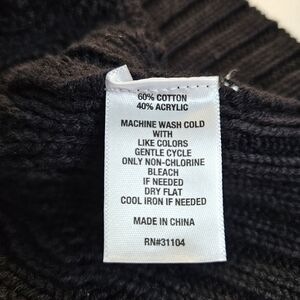 60% COTTON
40% ACRYLIC
MACHINE WASH COLD
WITH
LIKE COLORS
GENTLE CYCLE
ONLY NON-CHLORINE
BLEACH
IF NEEDED
DRY FLAT
COOL IRON IF NEEDED
MADE IN CHINA
RN#31104